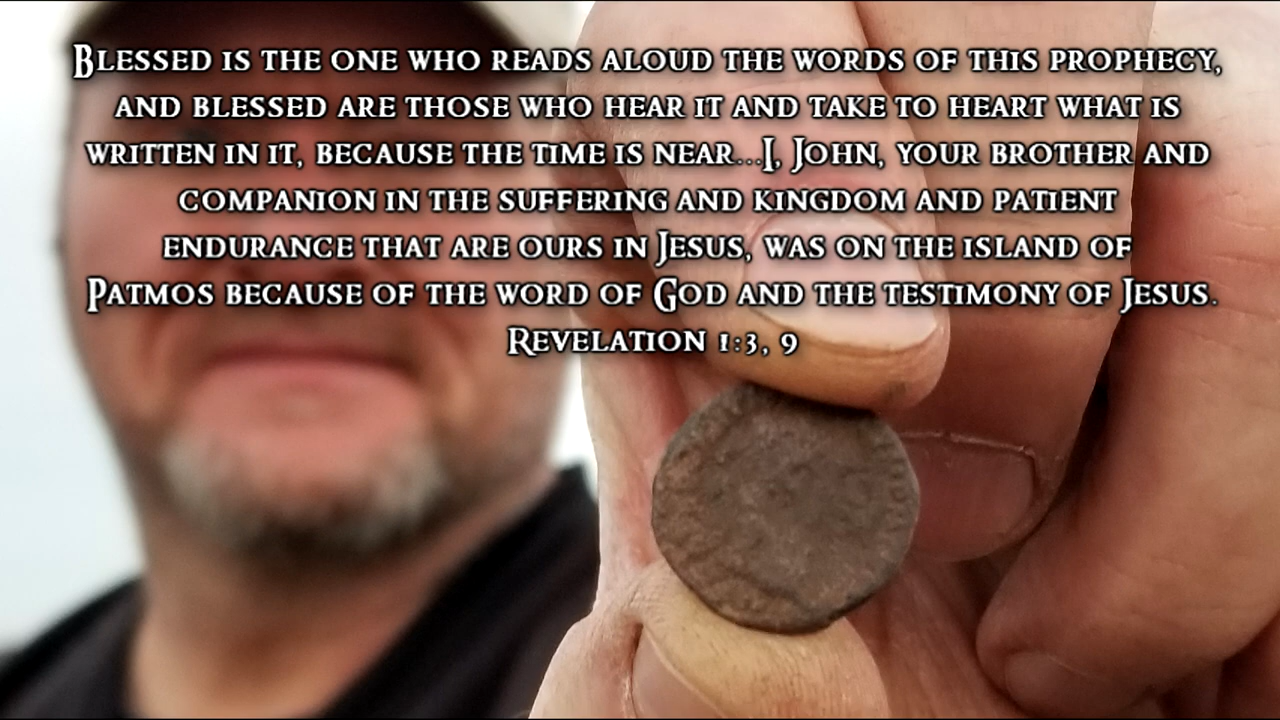 Blessed is the one who reads aloud the words of this prophecy,
and blessed are those who hear it and take to heart what is
written in it, because the time is near...I, John, your brother and
companion in the suffering and kingdom and patient
endurance that are ours in Jesus, was on the island of
Patmos because of the word of God and the testimony of Jesus.
Revelation 1:3, 9